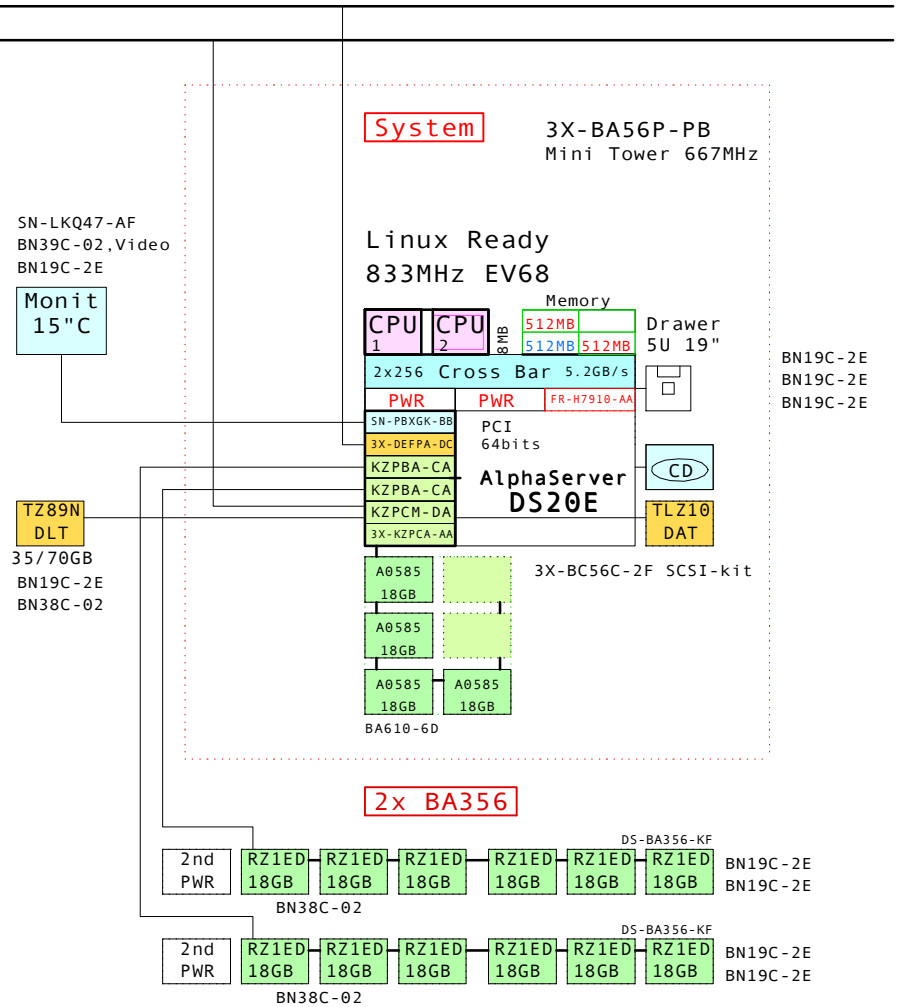 System
3X-BA56P-PB
Mini Tower 667MHz
SN-LKQ47-AF
BN39C-02,Video
BN19C-2E
Monit
15"C
Linux Ready
833MHz EV68
CPU
1
CPU
2
8MB
Memory
512MB
512MB
512MB
Drawer
5U 19"
BN19C-2E
BN19C-2E
BN19C-2E
2x256 Cross Bar 5.2GB/s
PWR
PWR
FR-H7910-AA
SN-PBXGK-BB
3X-DEFPA-DC
KZPBA-CA
KZPBA-CA
KZPCM-DA
3X-KZPCA-AA
PCI
64bits
AlphaServer
DS20E
CD
TLZ10
DAT
TZ89N
DLT
35/70GB
BN19C-2E
BN38C-02
3X-BC56C-2F SCSI-kit
A0585
18GB
A0585
18GB
A0585
18GB
A0585
18GB
BA610-6D
2x BA356
DS-BA356-KF
2nd
PWR
RZ1ED
18GB
RZ1ED
18GB
RZ1ED
18GB
RZ1ED
18GB
RZ1ED
18GB
RZ1ED
18GB
BN19C-2E
BN19C-2E
BN38C-02
DS-BA356-KF
2nd
PWR
RZ1ED
18GB
RZ1ED
18GB
RZ1ED
18GB
RZ1ED
18GB
RZ1ED
18GB
RZ1ED
18GB
BN19C-2E
BN19C-2E
BN38C-02